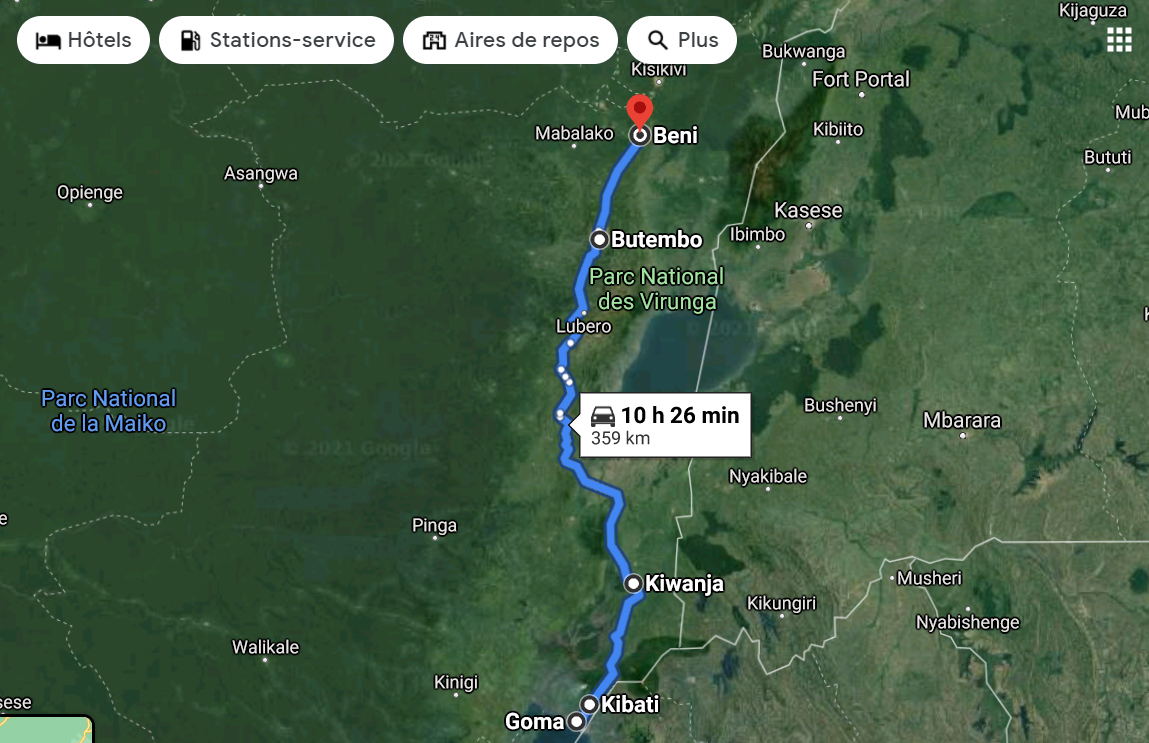 Hôtels
Stations-service
Aires de repos
Plus
Kijaguza
Bukwanga
Kisikivi
Fort Portal
Mub
Mabalako
Beni
Kibiito
© 2021 Google
Bututi
Asangwa
Opienge
Kasese
Butembo
Ibimbo
Parc National
des Virunga
Lubero
Parc National
de la Maiko
10 h 26 min
359 km
Bushenyi
Mbarara
© 2021 Google
Nyakibale
e
Pinga
Kiwanja
Musheri
Kikungiri
Nyabishenge
Walikale
Kinigi
sese
Kibati
Goma